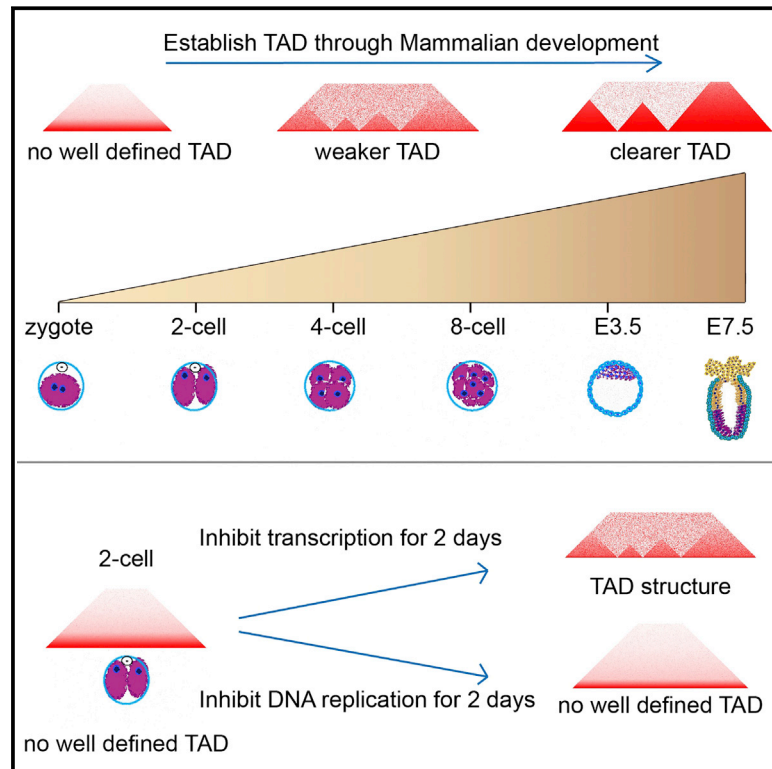 Establish TAD through Mammalian development
no well defined TAD weaker TAD clearer TAD
zygote 2-cell 4-cell 8-cell E3.5 E7.5
Inhibit transcription for 2 days
2-cell
TAD structure
Inhibit DNA replication for 2 days
no well defined TAD
no well defined TAD